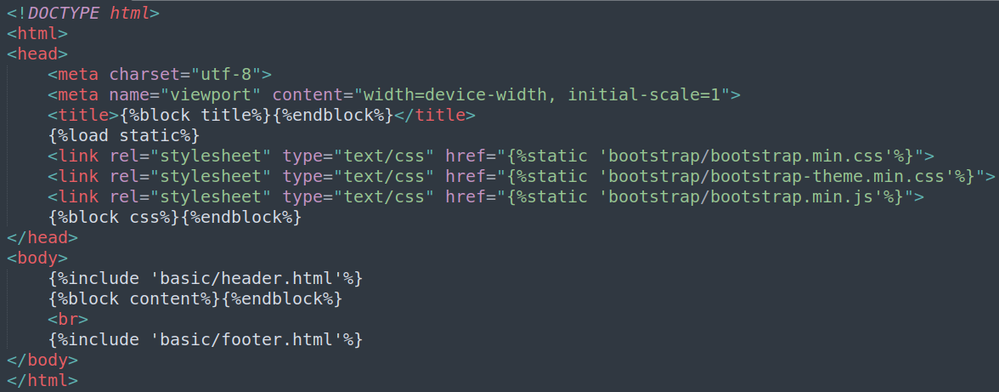 <!DOCTYPE html>
<html>
<head>
    <meta charset="utf-8">
    <meta name="viewport" content="width=device-width, initial-scale=1">
    <title>{%block title%}{%endblock%}</title>
    {%load static%}
    <link rel="stylesheet" type="text/css" href="{%static 'bootstrap/bootstrap.min.css'%}">
    <link rel="stylesheet" type="text/css" href="{%static 'bootstrap/bootstrap-theme.min.css'%}">
    <link rel="stylesheet" type="text/css" href="{%static 'bootstrap/bootstrap.min.js'%}">
    {%block css%}{%endblock%}
</head>
<body>
    {%include 'basic/header.html'%}
    {%block content%}{%endblock%}
    <br>
    {%include 'basic/footer.html'%}
</body>
</html>